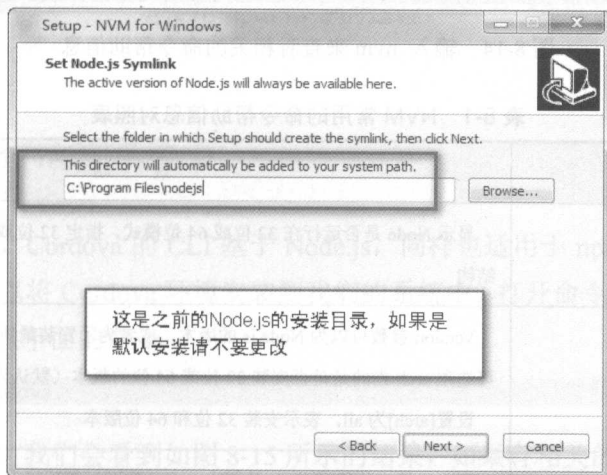 Setup - NVM for Windows
Set Node.js Symlink
The active version of Node.js will always be available here.
Select the folder in which Setup should create the symlink, then click Next.
This directory will automatically be added to your system path.
C:\Program Files\nodejs
Browse...
这是之前的Node.js的安装目录，如果是
默认安装请不要更改
< Back
Next >
Cancel